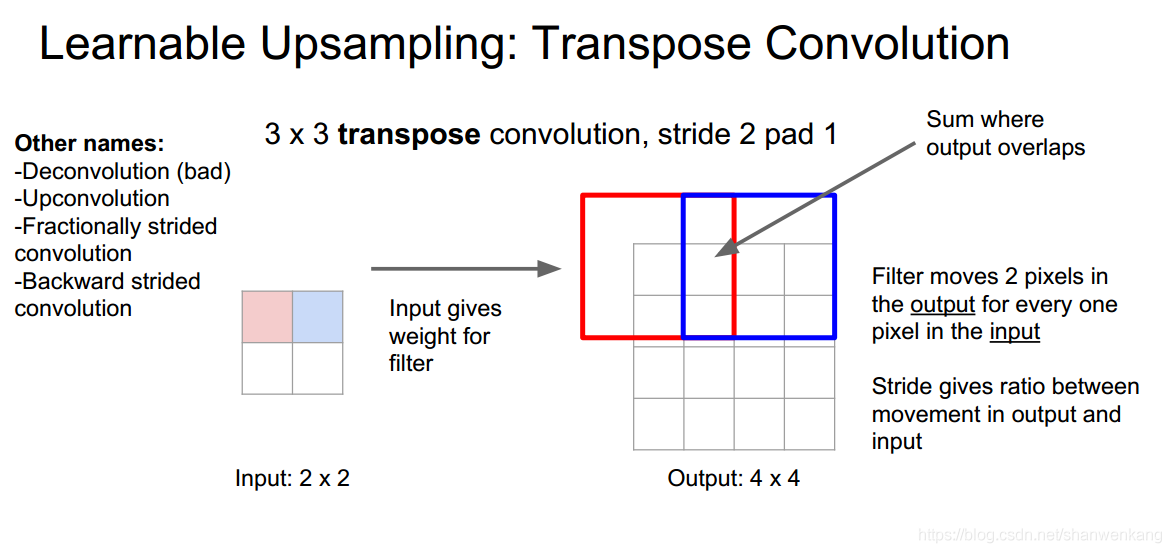 Learnable Upsampling: Transpose Convolution
Other names:
-Deconvolution (bad)
-Upconvolution
-Fractionally strided
convolution
-Backward strided
convolution
3 x 3 transpose convolution, stride 2 pad 1
Sum where
output overlaps
Input gives
weight for
filter
Filter moves 2 pixels in
the output for every one
pixel in the input
Stride gives ratio between
movement in output and
input
Input: 2 x 2
Output: 4 x 4
https://blog.csdn.net/shanwenkang